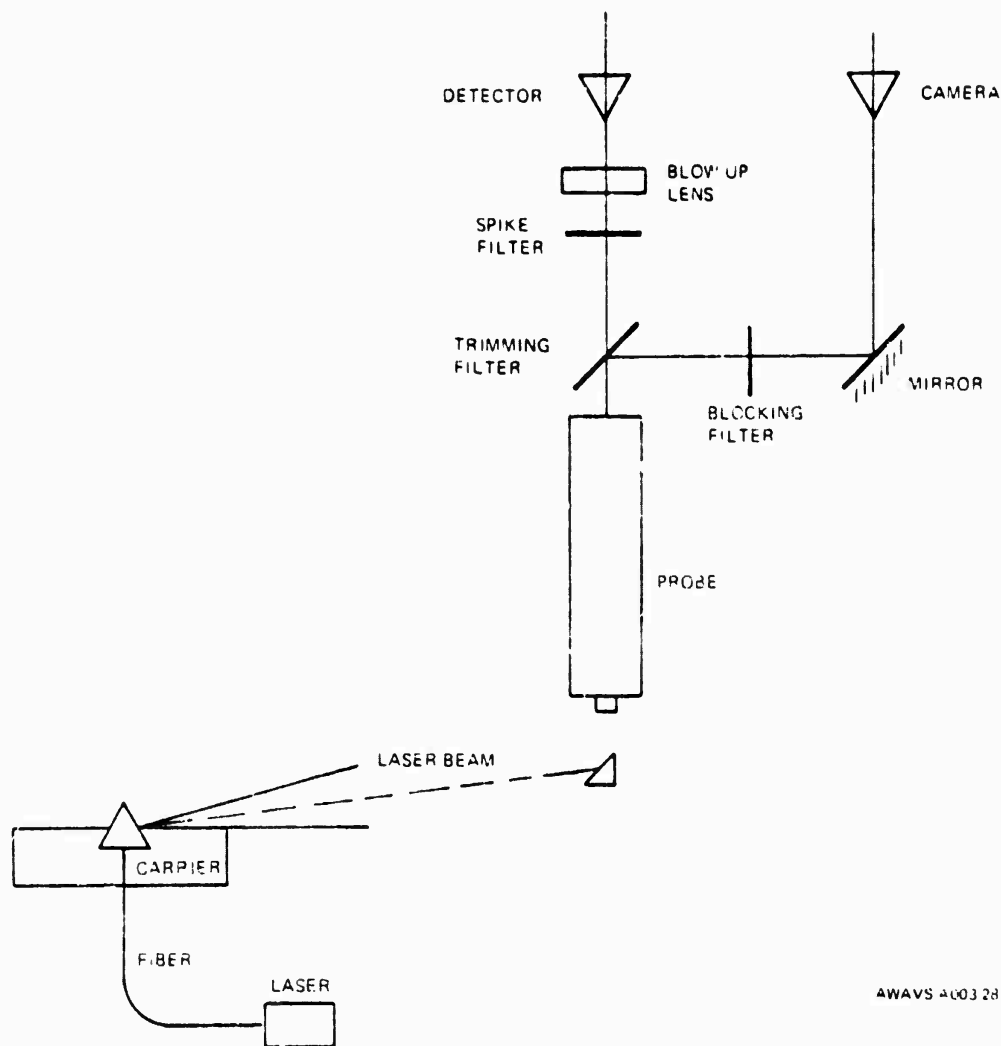 DETECTOR
CAMERA
BLOW UP
LENS
SPIKE
FILTER
TRIMMING
FILTER
MIRROR
BLOCKING
FILTER
PROBE
LASER BEAM
CARPIER
FIBER
LASER
AWAVS A003 28